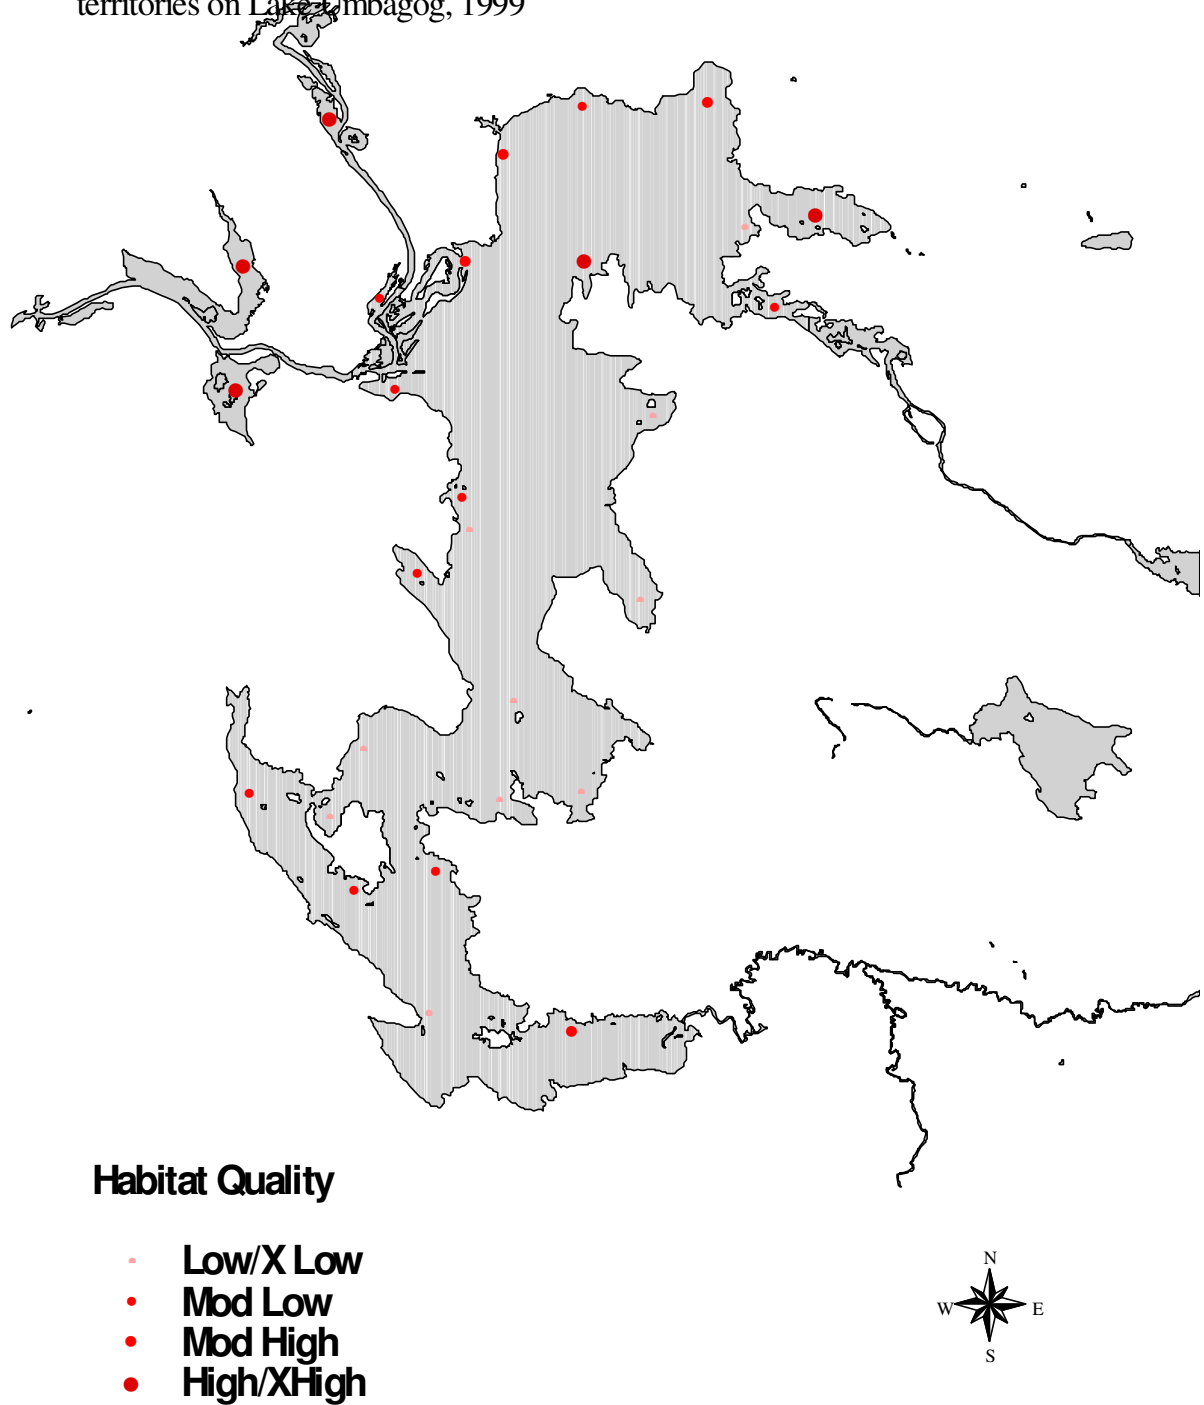 territories on Lake Umbagog, 1999
Habitat Quality
Low/X Low
Mod Low
Mod High
High/XHigh
N
W E
S